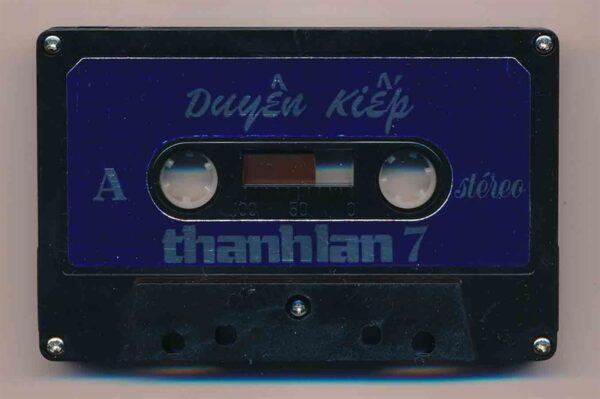 Duyên Kiếp
A
stéreo
100 50 0
thanhlan 7